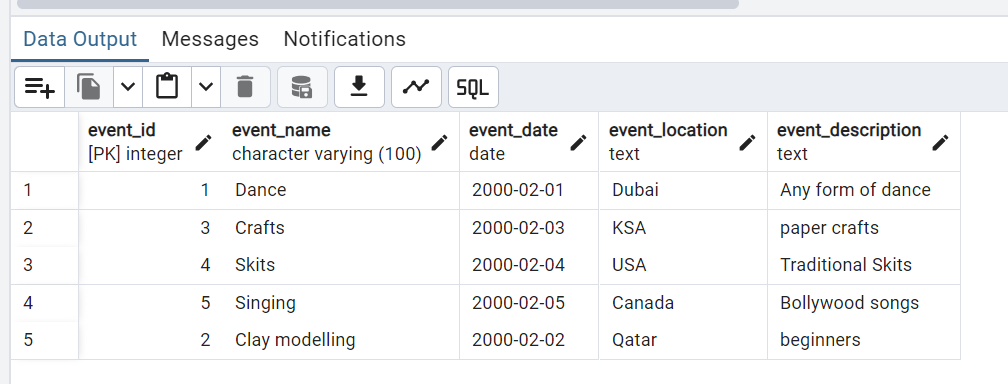 Data Output Messages Notifications
SQL
event_id event_name event_date event_location event_description
[PK] integer character varying (100) date text text
1 1 Dance 2000-02-01 Dubai Any form of dance
2 3 Crafts 2000-02-03 KSA paper crafts
3 4 Skits 2000-02-04 USA Traditional Skits
4 5 Singing 2000-02-05 Canada Bollywood songs
5 2 Clay modelling 2000-02-02 Qatar beginners